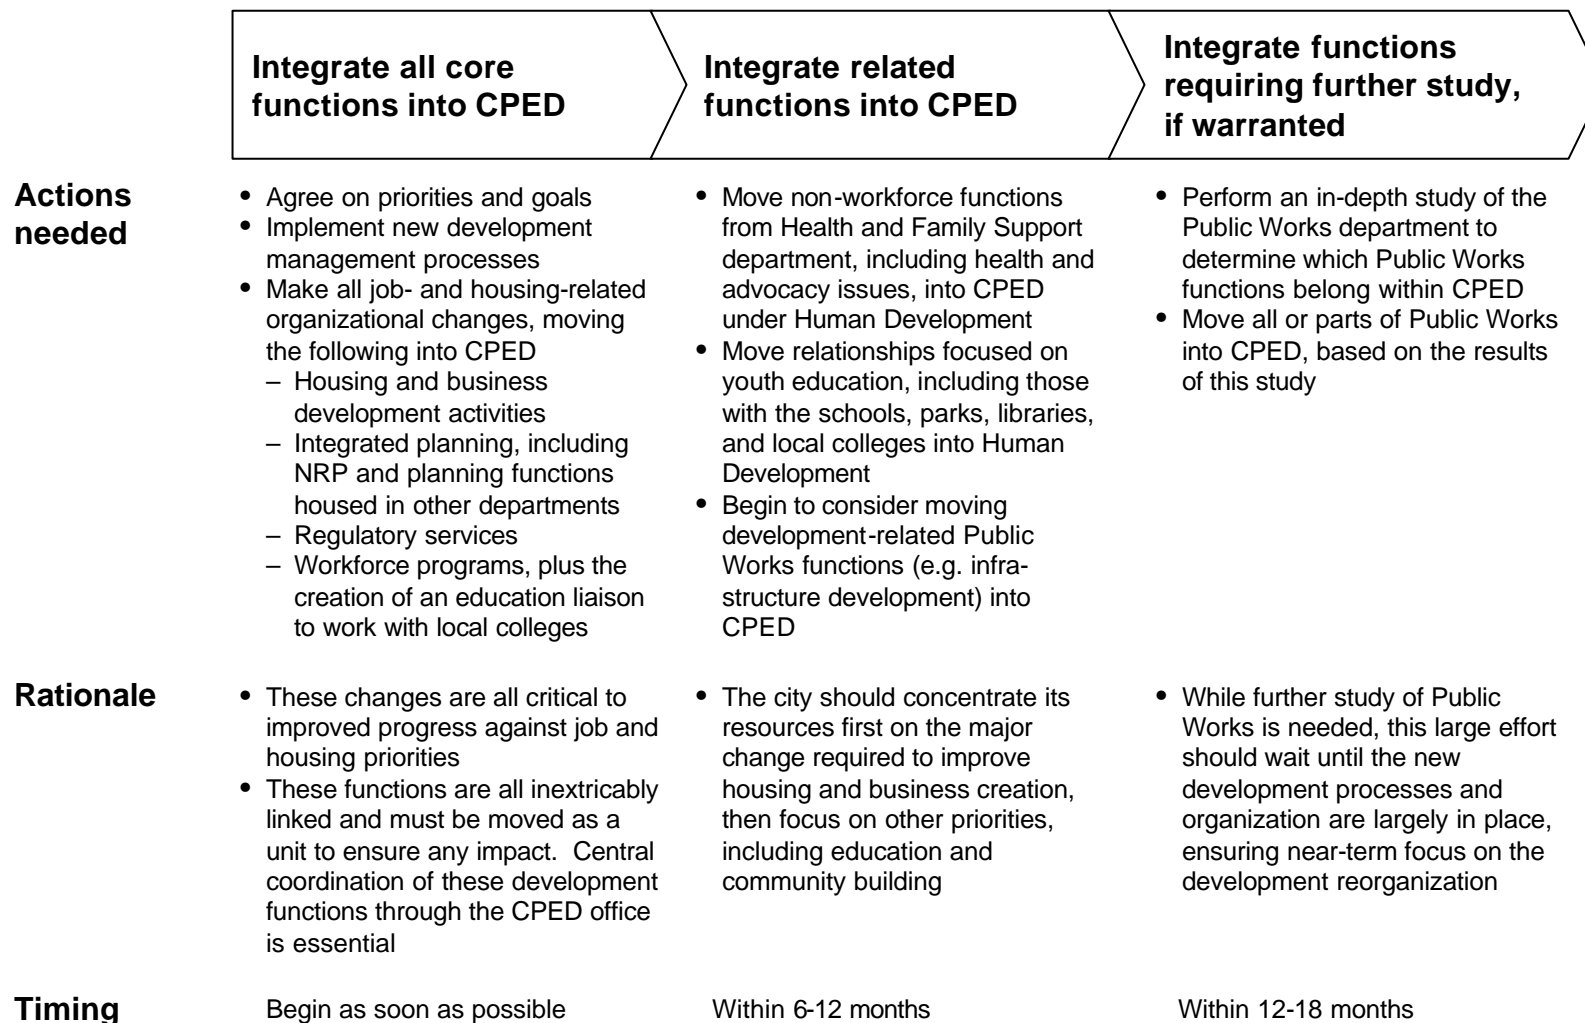 Integrate all core
functions into CPED
Integrate related
functions into CPED
Integrate functions
requiring further study,
if warranted
Actions
needed
• Agree on priorities and goals
• Implement new development
management processes
• Make all job- and housing-related
organizational changes, moving
the following into CPED
– Housing and business
development activities
– Integrated planning, including
NRP and planning functions
housed in other departments
– Regulatory services
– Workforce programs, plus the
creation of an education liaison
to work with local colleges
• Move non-workforce functions
from Health and Family Support
department, including health and
advocacy issues, into CPED
under Human Development
• Move relationships focused on
youth education, including those
with the schools, parks, libraries,
and local colleges into Human
Development
• Begin to consider moving
development-related Public
Works functions (e.g. infra-
structure development) into
CPED
• Perform an in-depth study of the
Public Works department to
determine which Public Works
functions belong within CPED
• Move all or parts of Public Works
into CPED, based on the results
of this study
Rationale
• These changes are all critical to
improved progress against job and
housing priorities
• These functions are all inextricably
linked and must be moved as a
unit to ensure any impact. Central
coordination of these development
functions through the CPED office
is essential
• The city should concentrate its
resources first on the major
change required to improve
housing and business creation,
then focus on other priorities,
including education and
community building
• While further study of Public
Works is needed, this large effort
should wait until the new
development processes and
organization are largely in place,
ensuring near-term focus on the
development reorganization
Timing
Begin as soon as possible
Within 6-12 months
Within 12-18 months